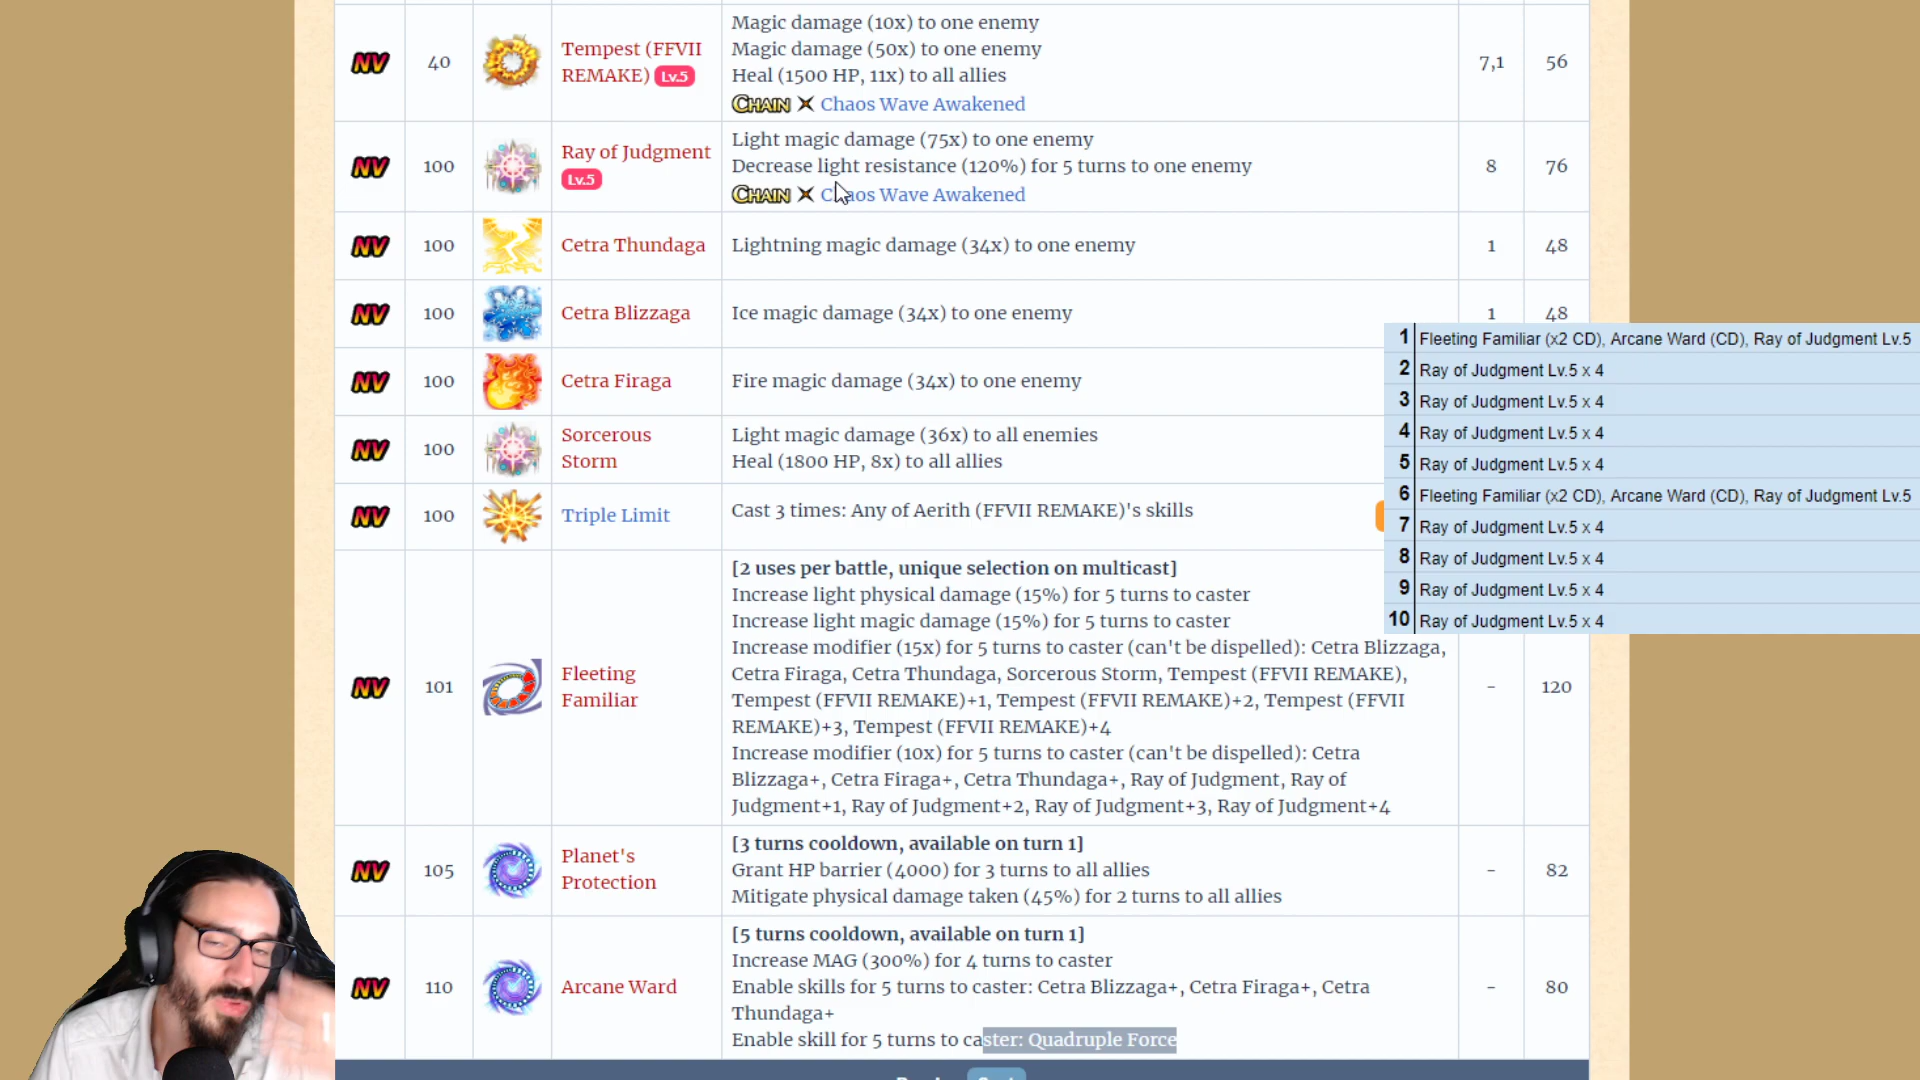 NV 40 Tempest (FFVII REMAKE) Lv.5
Magic damage (10x) to one enemy
Magic damage (50x) to one enemy
Heal (1500 HP, 11x) to all allies
CHAIN Chaos Wave Awakened
7,1 56
NV 100 Ray of Judgment Lv.5
Light magic damage (75x) to one enemy
Decrease light resistance (120%) for 5 turns to one enemy
CHAIN Chaos Wave Awakened
8 76
NV 100 Cetra Thundaga Lightning magic damage (34x) to one enemy 1 48
NV 100 Cetra Blizzaga Ice magic damage (34x) to one enemy 1 48
NV 100 Cetra Firaga Fire magic damage (34x) to one enemy
NV 100 Sorcerous Storm
Light magic damage (36x) to all enemies
Heal (1800 HP, 8x) to all allies
NV 100 Triple Limit Cast 3 times: Any of Aerith (FFVII REMAKE)'s skills
NV 101 Fleeting Familiar
[2 uses per battle, unique selection on multicast]
Increase light physical damage (15%) for 5 turns to caster
Increase light magic damage (15%) for 5 turns to caster
Increase modifier (15x) for 5 turns to caster (can't be dispelled): Cetra Blizzaga,
Cetra Firaga, Cetra Thundaga, Sorcerous Storm, Tempest (FFVII REMAKE),
Tempest (FFVII REMAKE)+1, Tempest (FFVII REMAKE)+2, Tempest (FFVII
REMAKE)+3, Tempest (FFVII REMAKE)+4
Increase modifier (10x) for 5 turns to caster (can't be dispelled): Cetra
Blizzaga+, Cetra Firaga+, Cetra Thundaga+, Ray of Judgment, Ray of
Judgment+1, Ray of Judgment+2, Ray of Judgment+3, Ray of Judgment+4
- 120
NV 105 Planet's Protection
[3 turns cooldown, available on turn 1]
Grant HP barrier (4000) for 3 turns to all allies
Mitigate physical damage taken (45%) for 2 turns to all allies
- 82
NV 110 Arcane Ward
[5 turns cooldown, available on turn 1]
Increase MAG (300%) for 4 turns to caster
Enable skills for 5 turns to caster: Cetra Blizzaga+, Cetra Firaga+, Cetra
Thundaga+
Enable skill for 5 turns to caster: Quadruple Force
- 80
1 Fleeting Familiar (x2 CD), Arcane Ward (CD), Ray of Judgment Lv.5
2 Ray of Judgment Lv.5 x 4
3 Ray of Judgment Lv.5 x 4
4 Ray of Judgment Lv.5 x 4
5 Ray of Judgment Lv.5 x 4
6 Fleeting Familiar (x2 CD), Arcane Ward (CD), Ray of Judgment Lv.5
7 Ray of Judgment Lv.5 x 4
8 Ray of Judgment Lv.5 x 4
9 Ray of Judgment Lv.5 x 4
10 Ray of Judgment Lv.5 x 4